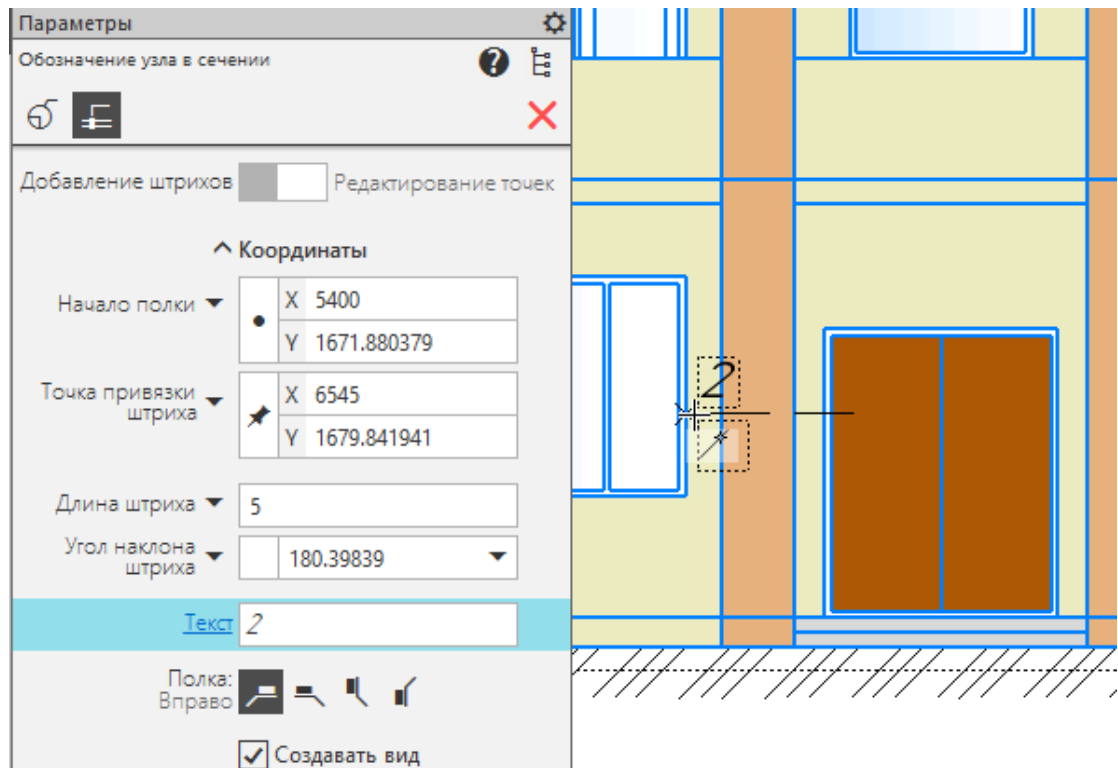 Параметры
Обозначение узла в сечении
Добавление штрихов Редактирование точек
Координаты
Начало полки X 5400
Y 1671.880379
Точка привязки штриха X 6545
Y 1679.841941
Длина штриха 5
Угол наклона штриха 180.39839
Текст 2
Полка:
Вправо
Создавать вид
2